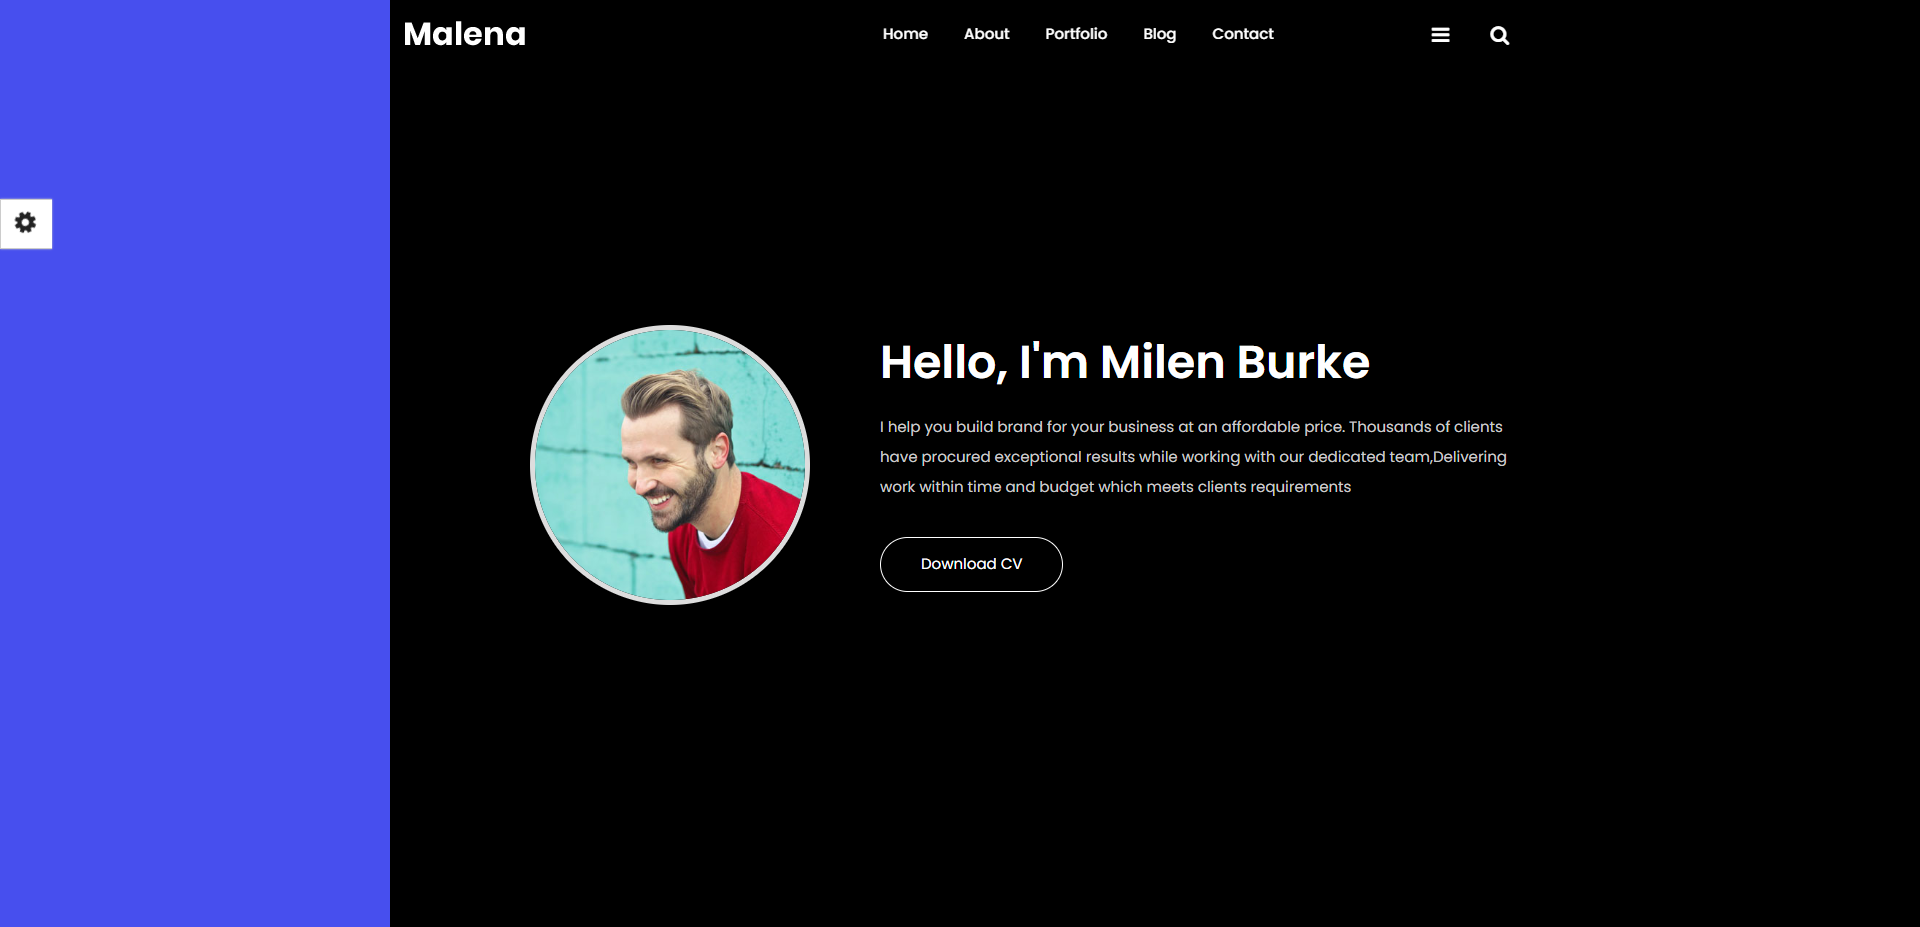 Malena
Home About Portfolio Blog Contact
Hello, I'm Milen Burke
I help you build brand for your business at an affordable price. Thousands of clients
have procured exceptional results while working with our dedicated team,Delivering
work within time and budget which meets clients requirements
Download CV